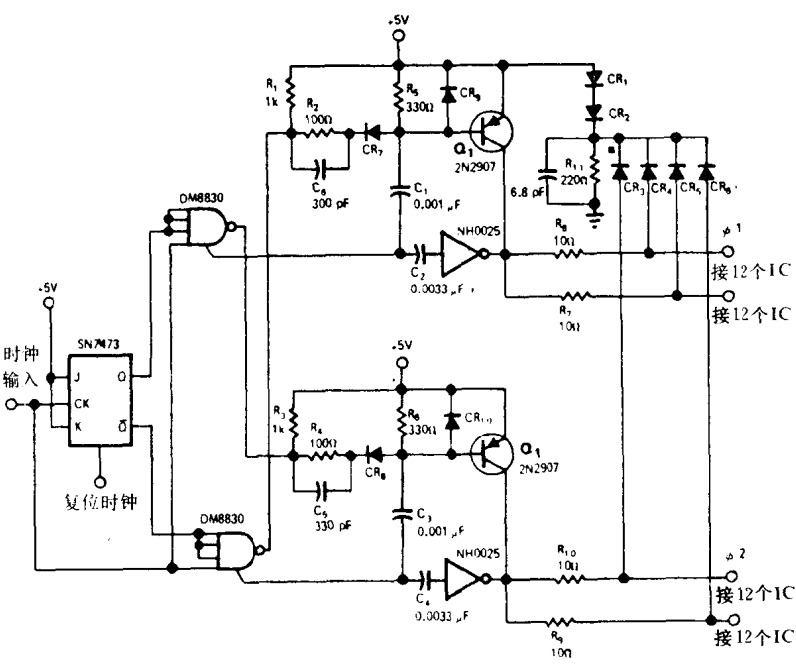 +5V
R1
1k
R2
100Ω
C6
300 pF
CR7
R5
330Ω
CR9
Q1
2N2907
CR1
CR2
R11
220Ω
6.8 pF
CR3
CR4
CR5
CR6
C1
0.001 μF
DM8830
NH0025
C2
0.0033 μF
R8
10Ω
R7
10Ω
φ1
接12个IC
接12个IC
+5V
SN7473
时钟
输入
J
Q
CK
K
Q̅
复位时钟
+5V
R3
1k
R4
100Ω
C5
330 pF
CR8
R6
330Ω
CR10
Q1
2N2907
C3
0.001 μF
DM8830
NH0025
C4
0.0033 μF
R10
10Ω
R9
10Ω
φ2
接12个IC
接12个IC